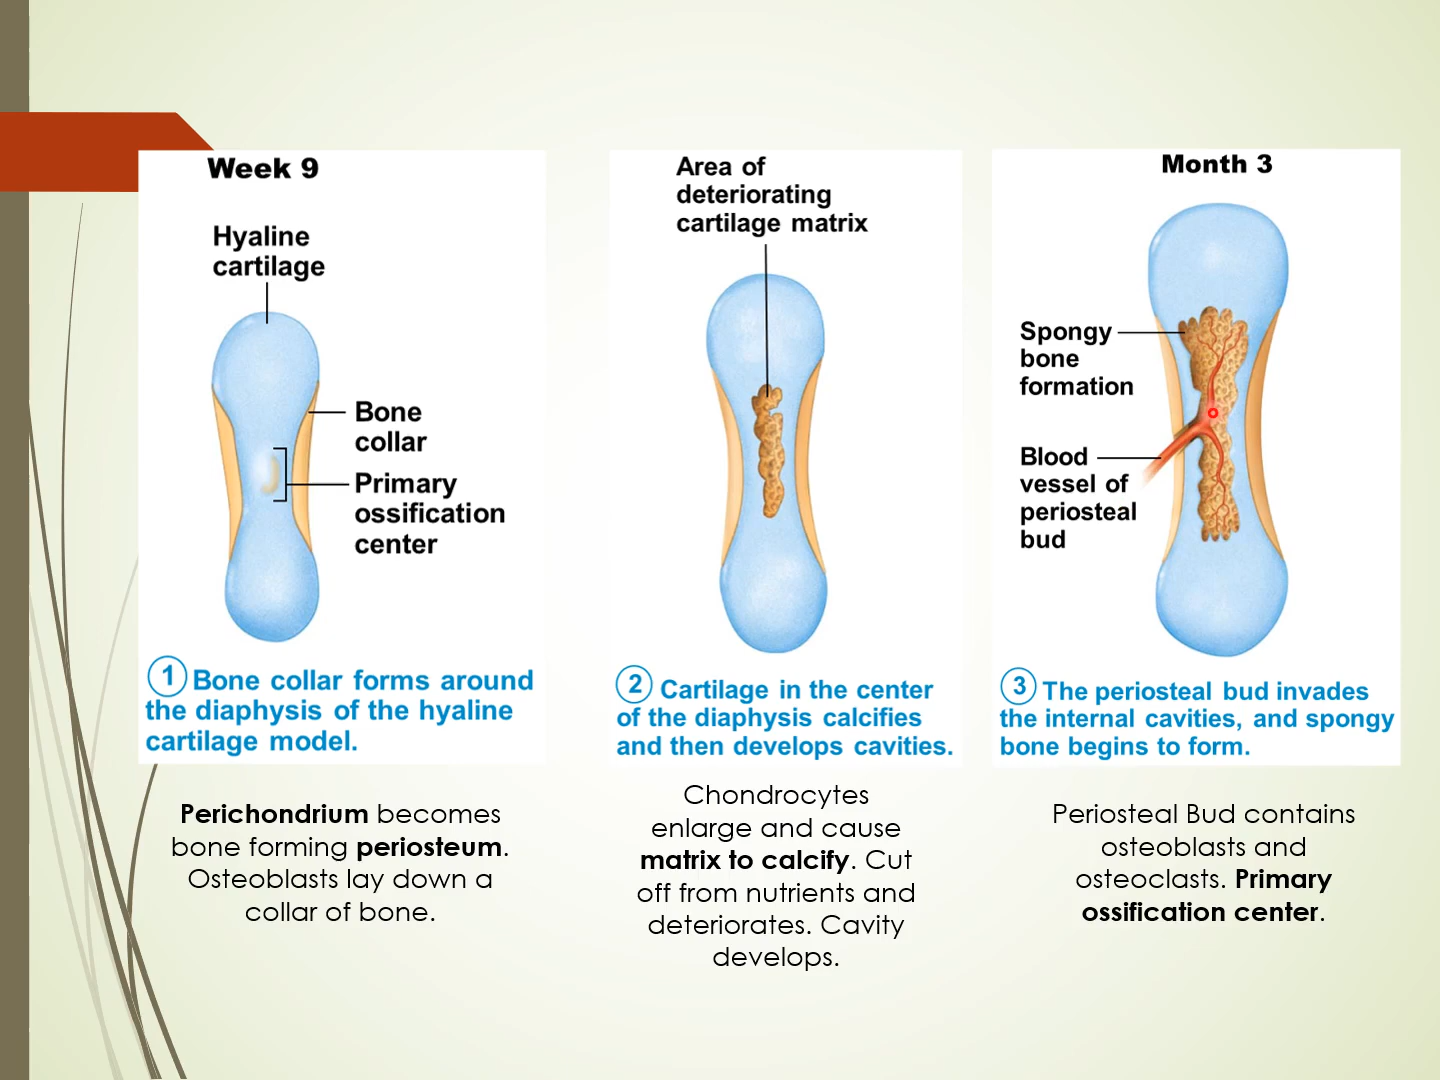 Week 9
Hyaline
cartilage
Bone
collar
Primary
ossification
center
1 Bone collar forms around
the diaphysis of the hyaline
cartilage model.
Perichondrium becomes
bone forming periosteum.
Osteoblasts lay down a
collar of bone.
Area of
deteriorating
cartilage matrix
2 Cartilage in the center
of the diaphysis calcifies
and then develops cavities.
Chondrocytes
enlarge and cause
matrix to calcify. Cut
off from nutrients and
deteriorates. Cavity
develops.
Month 3
Spongy
bone
formation
Blood
vessel of
periosteal
bud
3 The periosteal bud invades
the internal cavities, and spongy
bone begins to form.
Periosteal Bud contains
osteoblasts and
osteoclasts. Primary
ossification center.